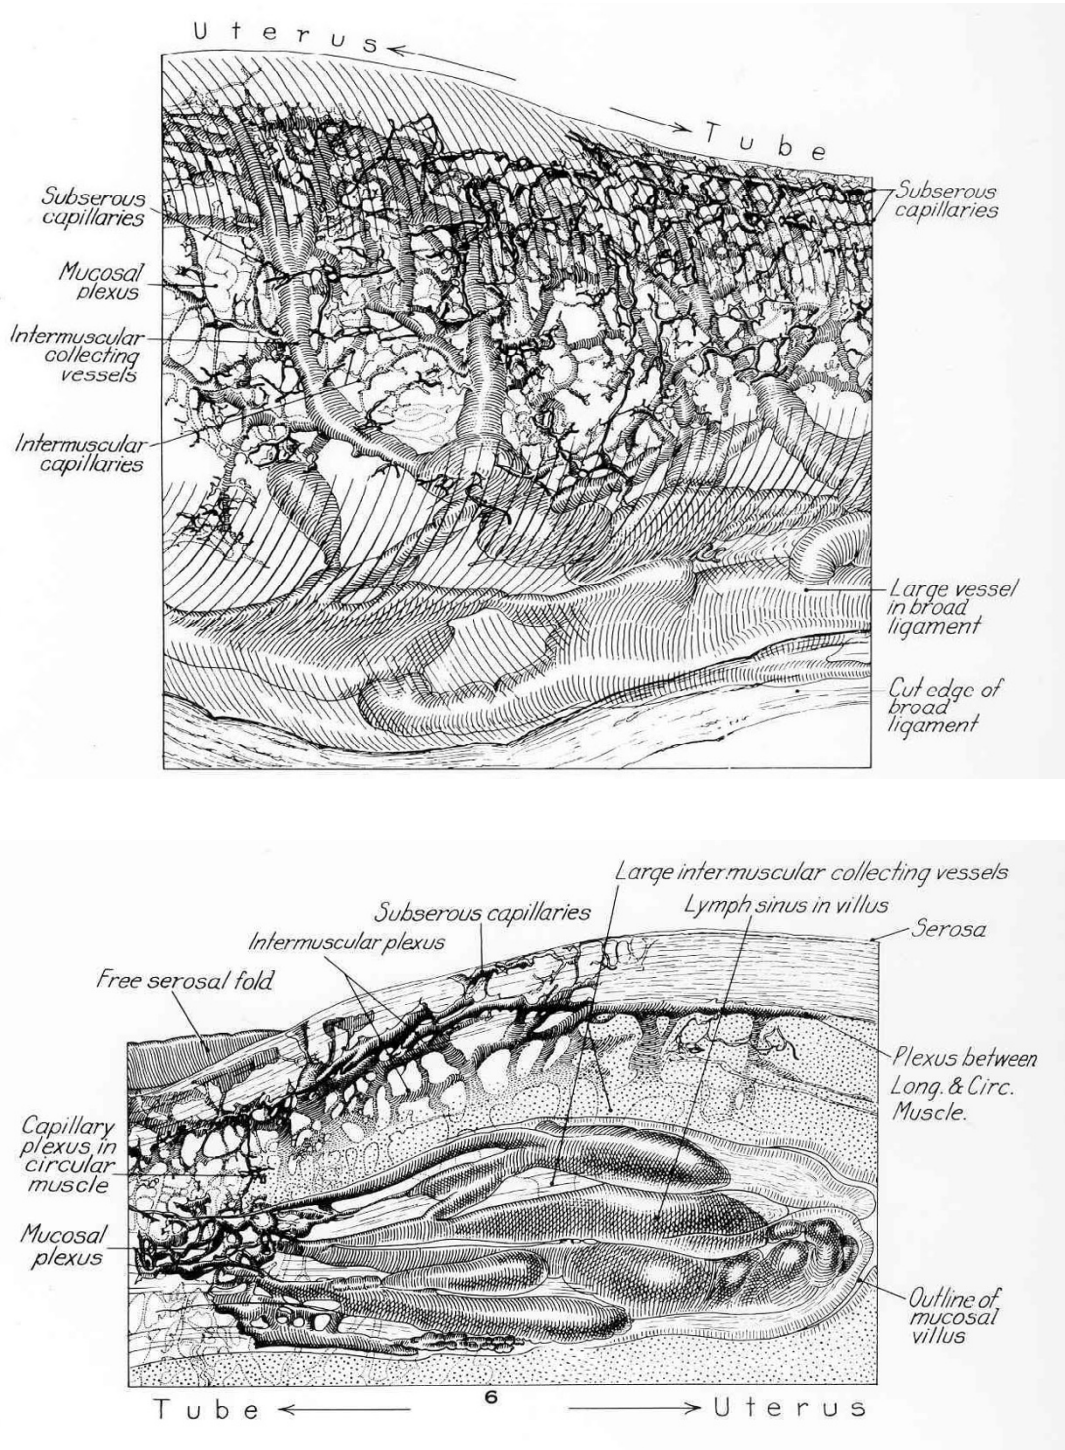 Uterus
Tube
Subserous
capillaries
Mucosal
plexus
Intermuscular
collecting
vessels
Intermuscular
capillaries
Subserous
capillaries
Large vessel
in broad
ligament
Cut edge of
broad
ligament
Large intermuscular collecting vessels
Lymph sinus in villus
Subserous capillaries
Serosa
Intermuscular plexus
Free serosal fold
Plexus between
Long. & Circ.
Muscle.
Capillary
plexus in
circular
muscle
Mucosal
plexus
Outline of
mucosal
villus
6
Tube
Uterus